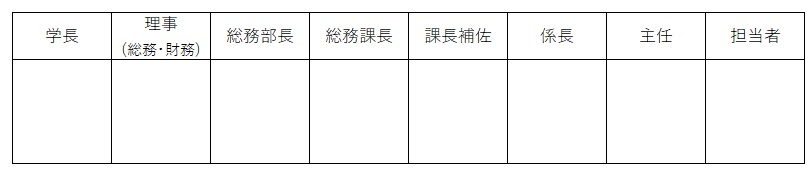 学長
理事
(総務・財務)
総務部長
総務課長
課長補佐
係長
主任
担当者